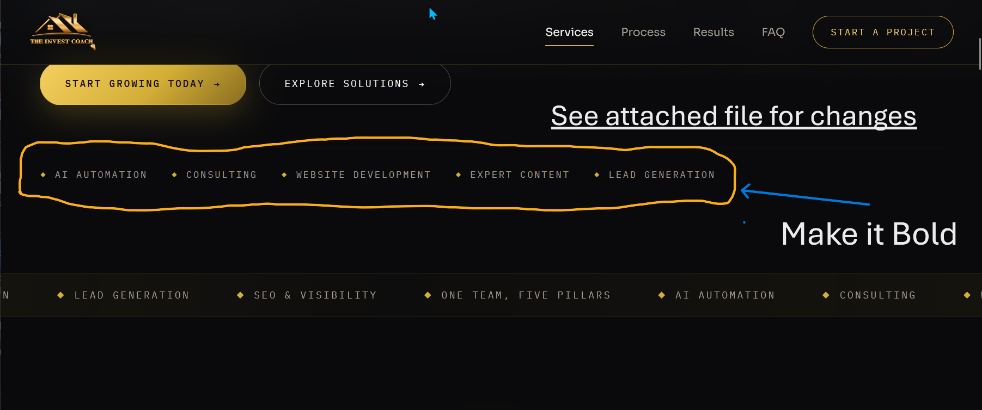 THE INVEST COACH
Services Process Results FAQ START A PROJECT
START GROWING TODAY → EXPLORE SOLUTIONS →
See attached file for changes
◆ AI AUTOMATION ◆ CONSULTING ◆ WEBSITE DEVELOPMENT ◆ EXPERT CONTENT ◆ LEAD GENERATION
Make it Bold
N ◆ LEAD GENERATION ◆ SEO & VISIBILITY ◆ ONE TEAM, FIVE PILLARS ◆ AI AUTOMATION ◆ CONSULTING ◆